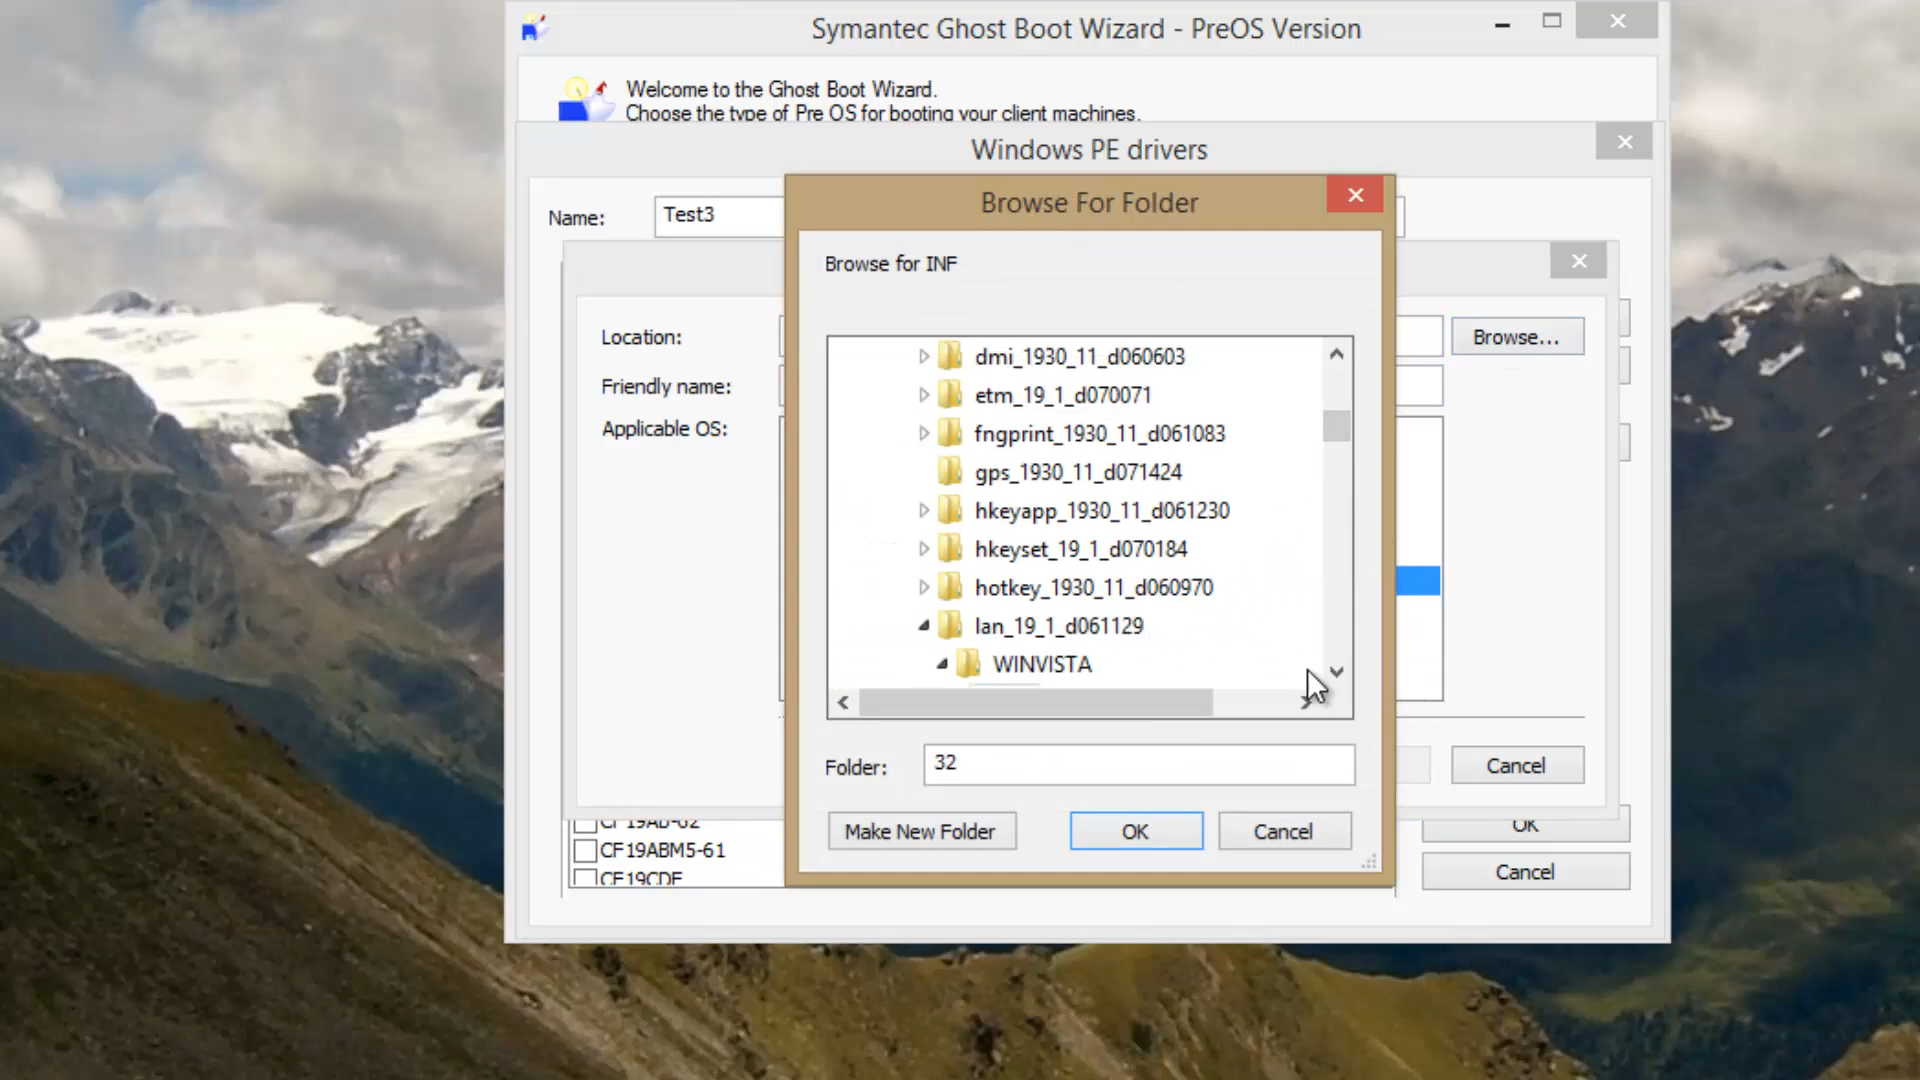 Symantec Ghost Boot Wizard - PreOS Version
Welcome to the Ghost Boot Wizard.
Choose the type of Pre OS for booting your client machines.
Windows PE drivers
Name:
Test3
Browse For Folder
Browse for INF
Location:
Browse...
Friendly name:
Applicable OS:
dmi_1930_11_d060603
etm_19_1_d070071
fngprint_1930_11_d061083
gps_1930_11_d071424
hkeyapp_1930_11_d061230
hkeyset_19_1_d070184
hotkey_1930_11_d060970
lan_19_1_d061129
WINVISTA
Folder:
32
Cancel
Make New Folder
OK
Cancel
CF19AB-62
OK
CF19ABM5-61
CF19CDE
Cancel